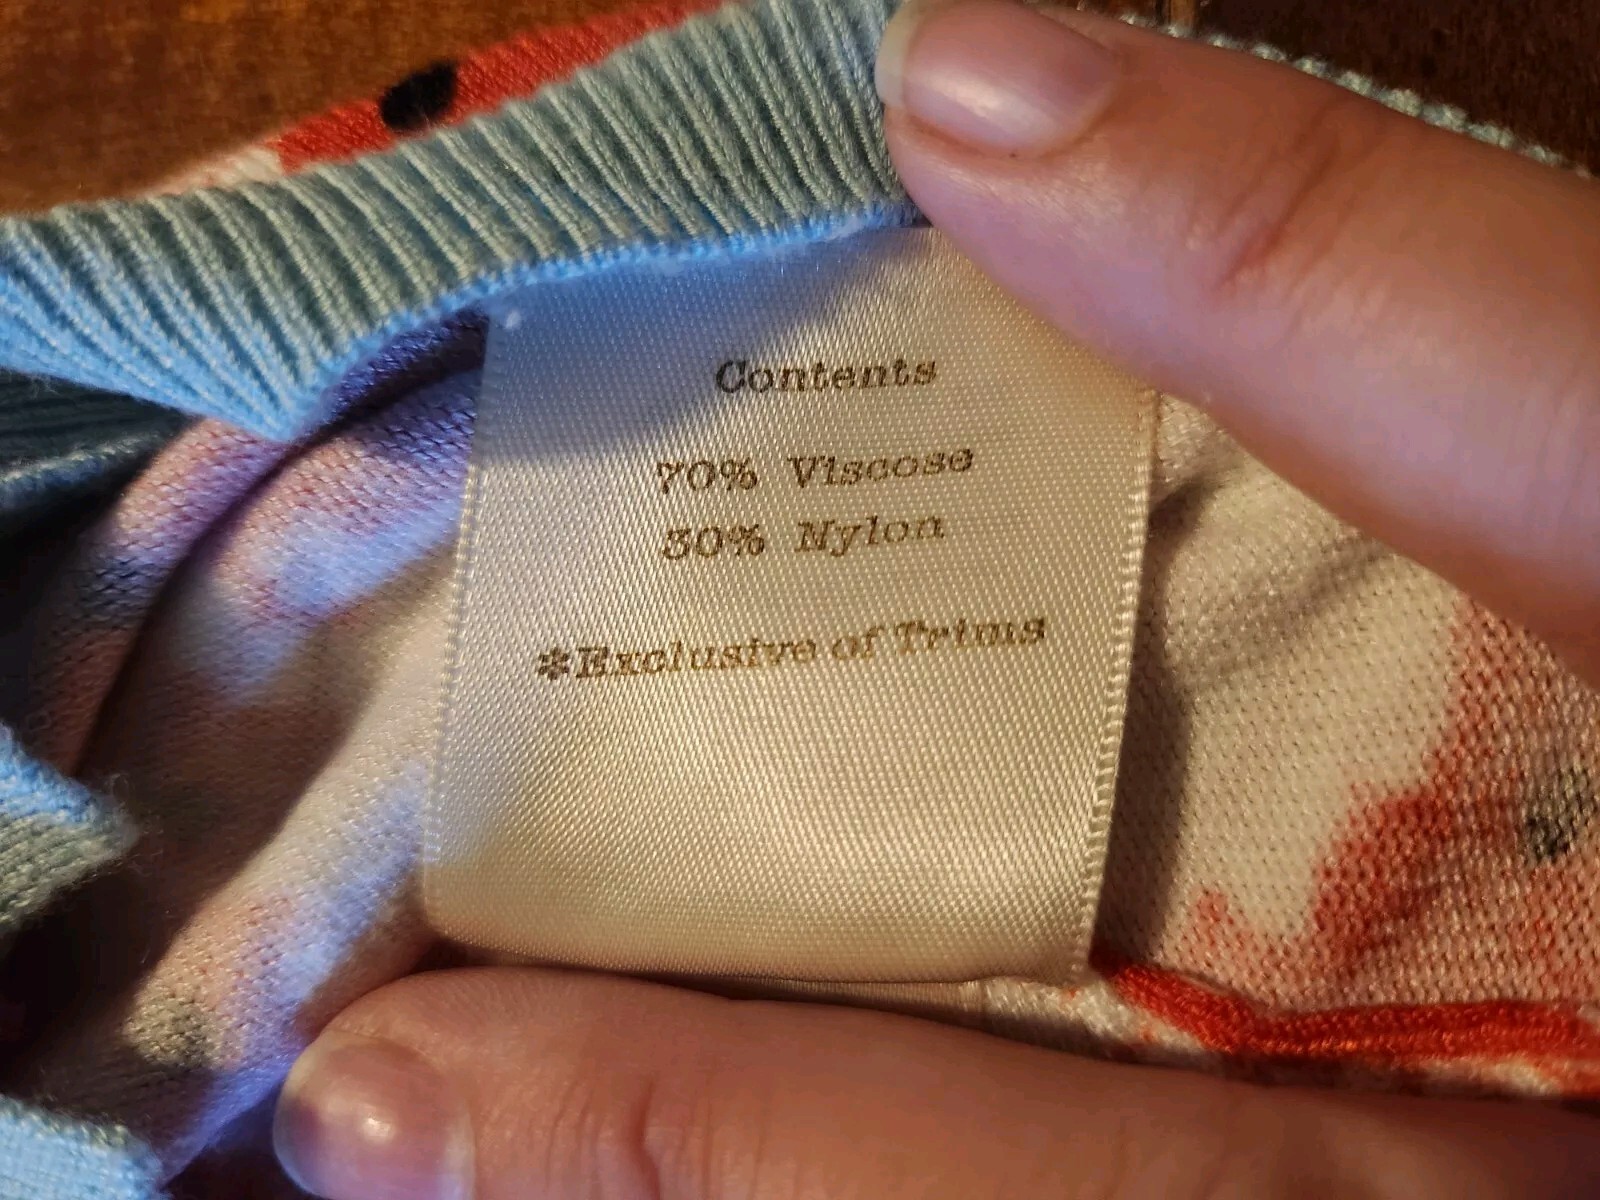 Contents
70% Viscose
30% Nylon
*Exclusive of Trims